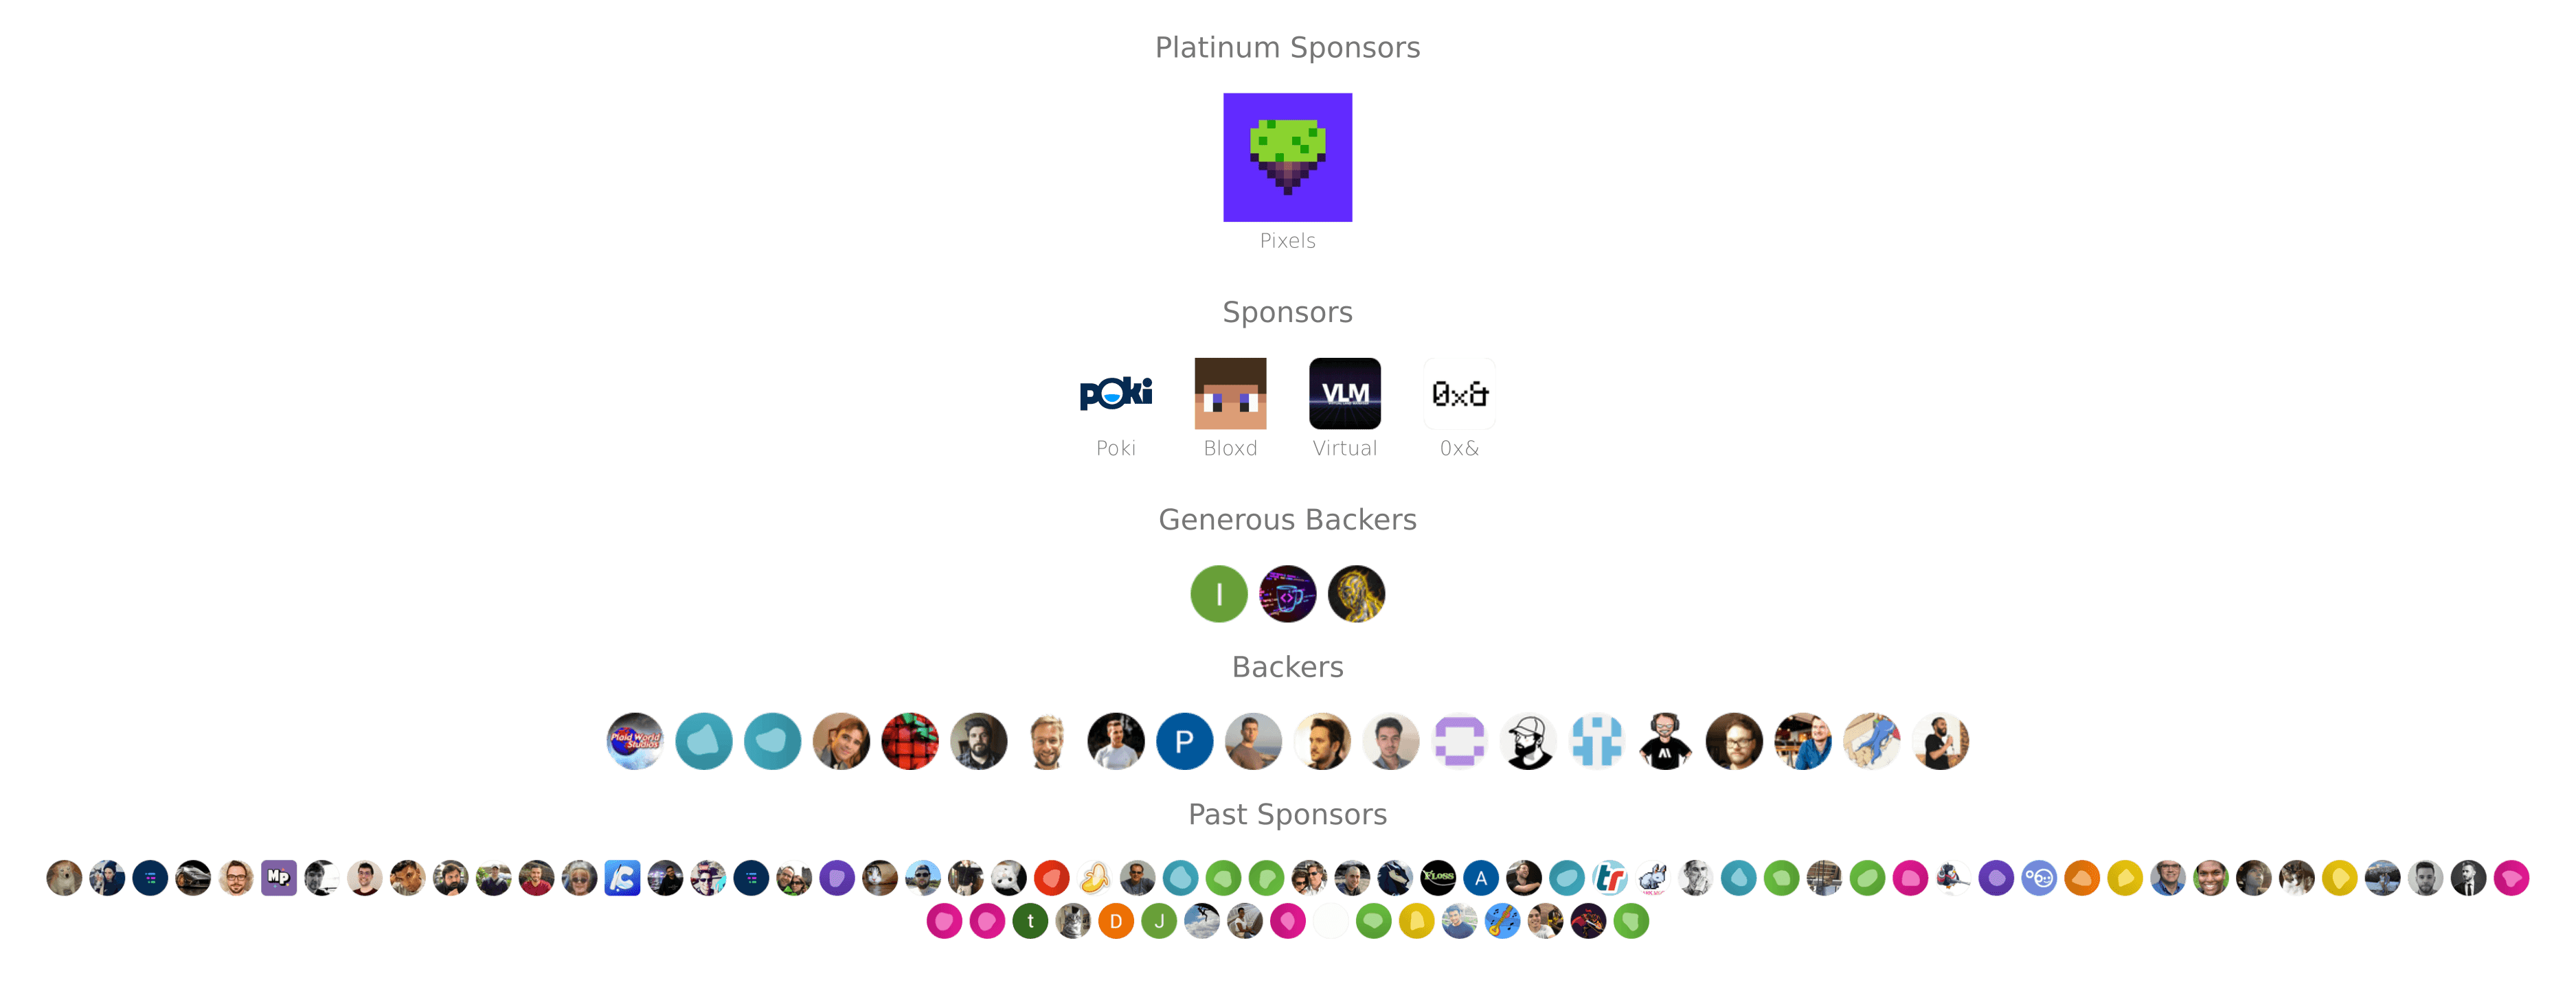 Platinum Sponsors
Pixels
Sponsors
poki
VLM
0x&
Poki Bloxd Virtual 0x&
Generous Backers
I
Backers
Plaid World Studios
P
AI
Past Sponsors
MP
FLOSS
A
tr
t
D
J